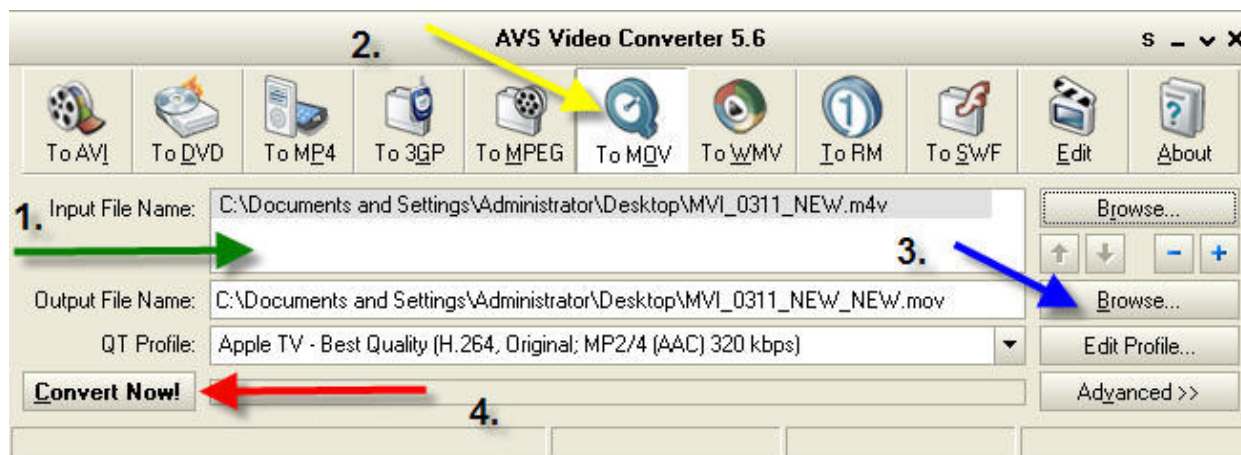 2.
AVS Video Converter 5.6
S
To AVI To DVD To MP4 To 3GP To MPEG To MOV To WMV To RM To SWF Edit About
1. Input File Name: C:\Documents and Settings\Administrator\Desktop\MVI_0311_NEW.m4v Browse...
3.
Output File Name: C:\Documents and Settings\Administrator\Desktop\MVI_0311_NEW_NEW.mov Browse...
QT Profile: Apple TV - Best Quality (H.264, Original; MP2/4 (AAC) 320 kbps) Edit Profile...
Convert Now! Advanced >>
4.